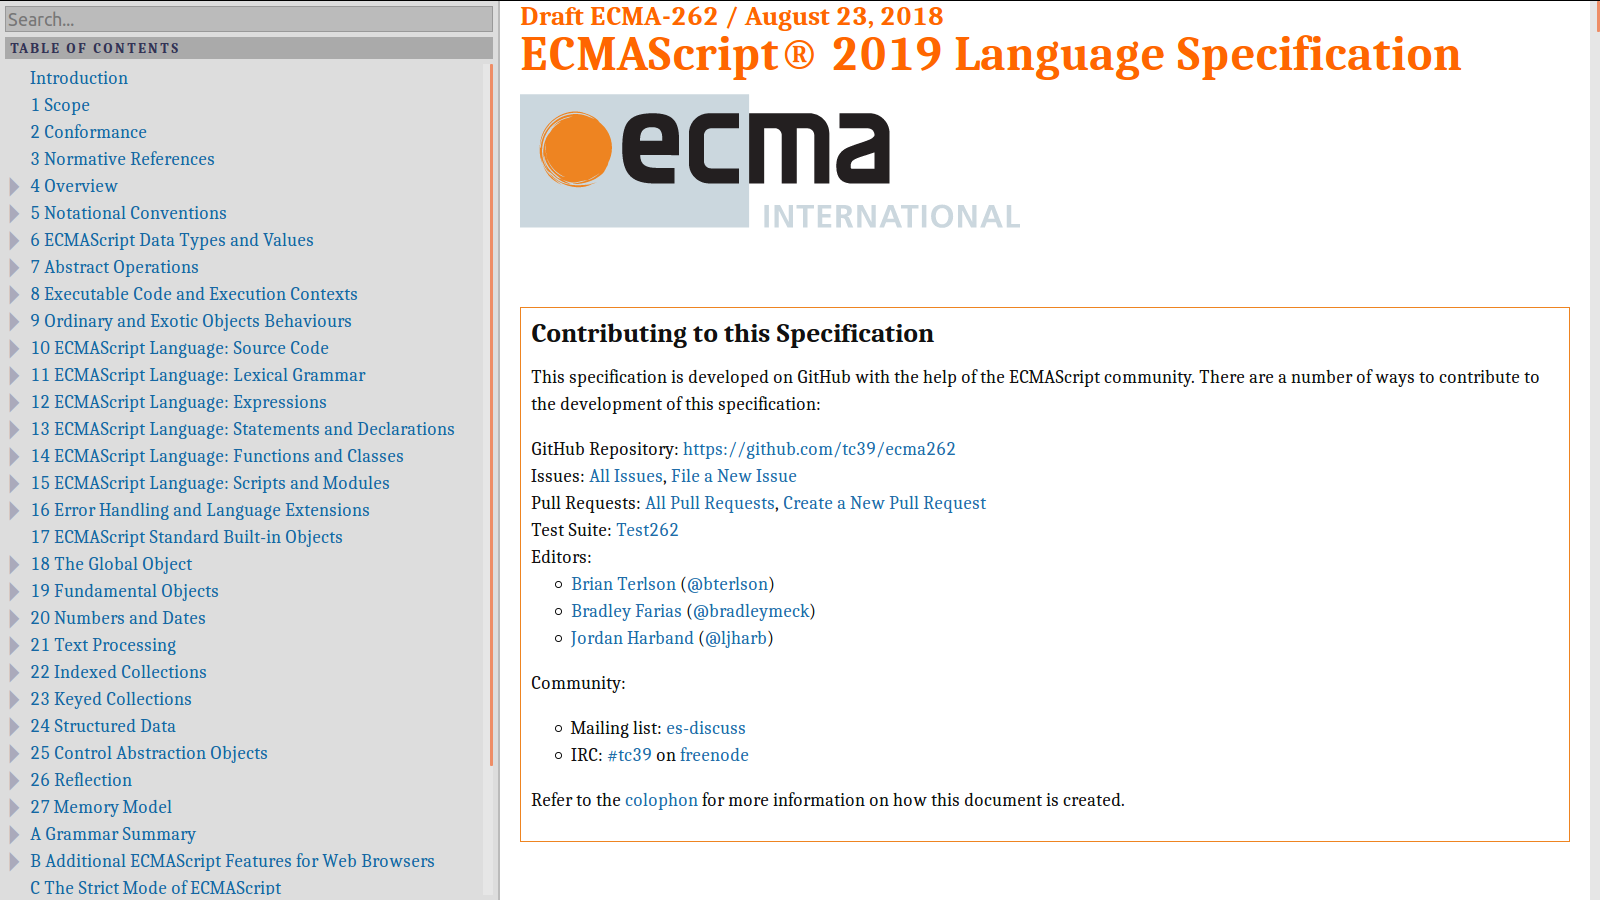 Search...
TABLE OF CONTENTS
Introduction
1 Scope
2 Conformance
3 Normative References
4 Overview
5 Notational Conventions
6 ECMAScript Data Types and Values
7 Abstract Operations
8 Executable Code and Execution Contexts
9 Ordinary and Exotic Objects Behaviours
10 ECMAScript Language: Source Code
11 ECMAScript Language: Lexical Grammar
12 ECMAScript Language: Expressions
13 ECMAScript Language: Statements and Declarations
14 ECMAScript Language: Functions and Classes
15 ECMAScript Language: Scripts and Modules
16 Error Handling and Language Extensions
17 ECMAScript Standard Built-in Objects
18 The Global Object
19 Fundamental Objects
20 Numbers and Dates
21 Text Processing
22 Indexed Collections
23 Keyed Collections
24 Structured Data
25 Control Abstraction Objects
26 Reflection
27 Memory Model
A Grammar Summary
B Additional ECMAScript Features for Web Browsers
C The Strict Mode of ECMAScript
Draft ECMA-262 / August 23, 2018
ECMAScript® 2019 Language Specification
ecma
INTERNATIONAL
Contributing to this Specification
This specification is developed on GitHub with the help of the ECMAScript community. There are a number of ways to contribute to
the development of this specification:
GitHub Repository: https://github.com/tc39/ecma262
Issues: All Issues, File a New Issue
Pull Requests: All Pull Requests, Create a New Pull Request
Test Suite: Test262
Editors:
Brian Terlson (@bterlson)
Bradley Farias (@bradleymeck)
Jordan Harband (@ljharb)
Community:
Mailing list: es-discuss
IRC: #tc39 on freenode
Refer to the colophon for more information on how this document is created.